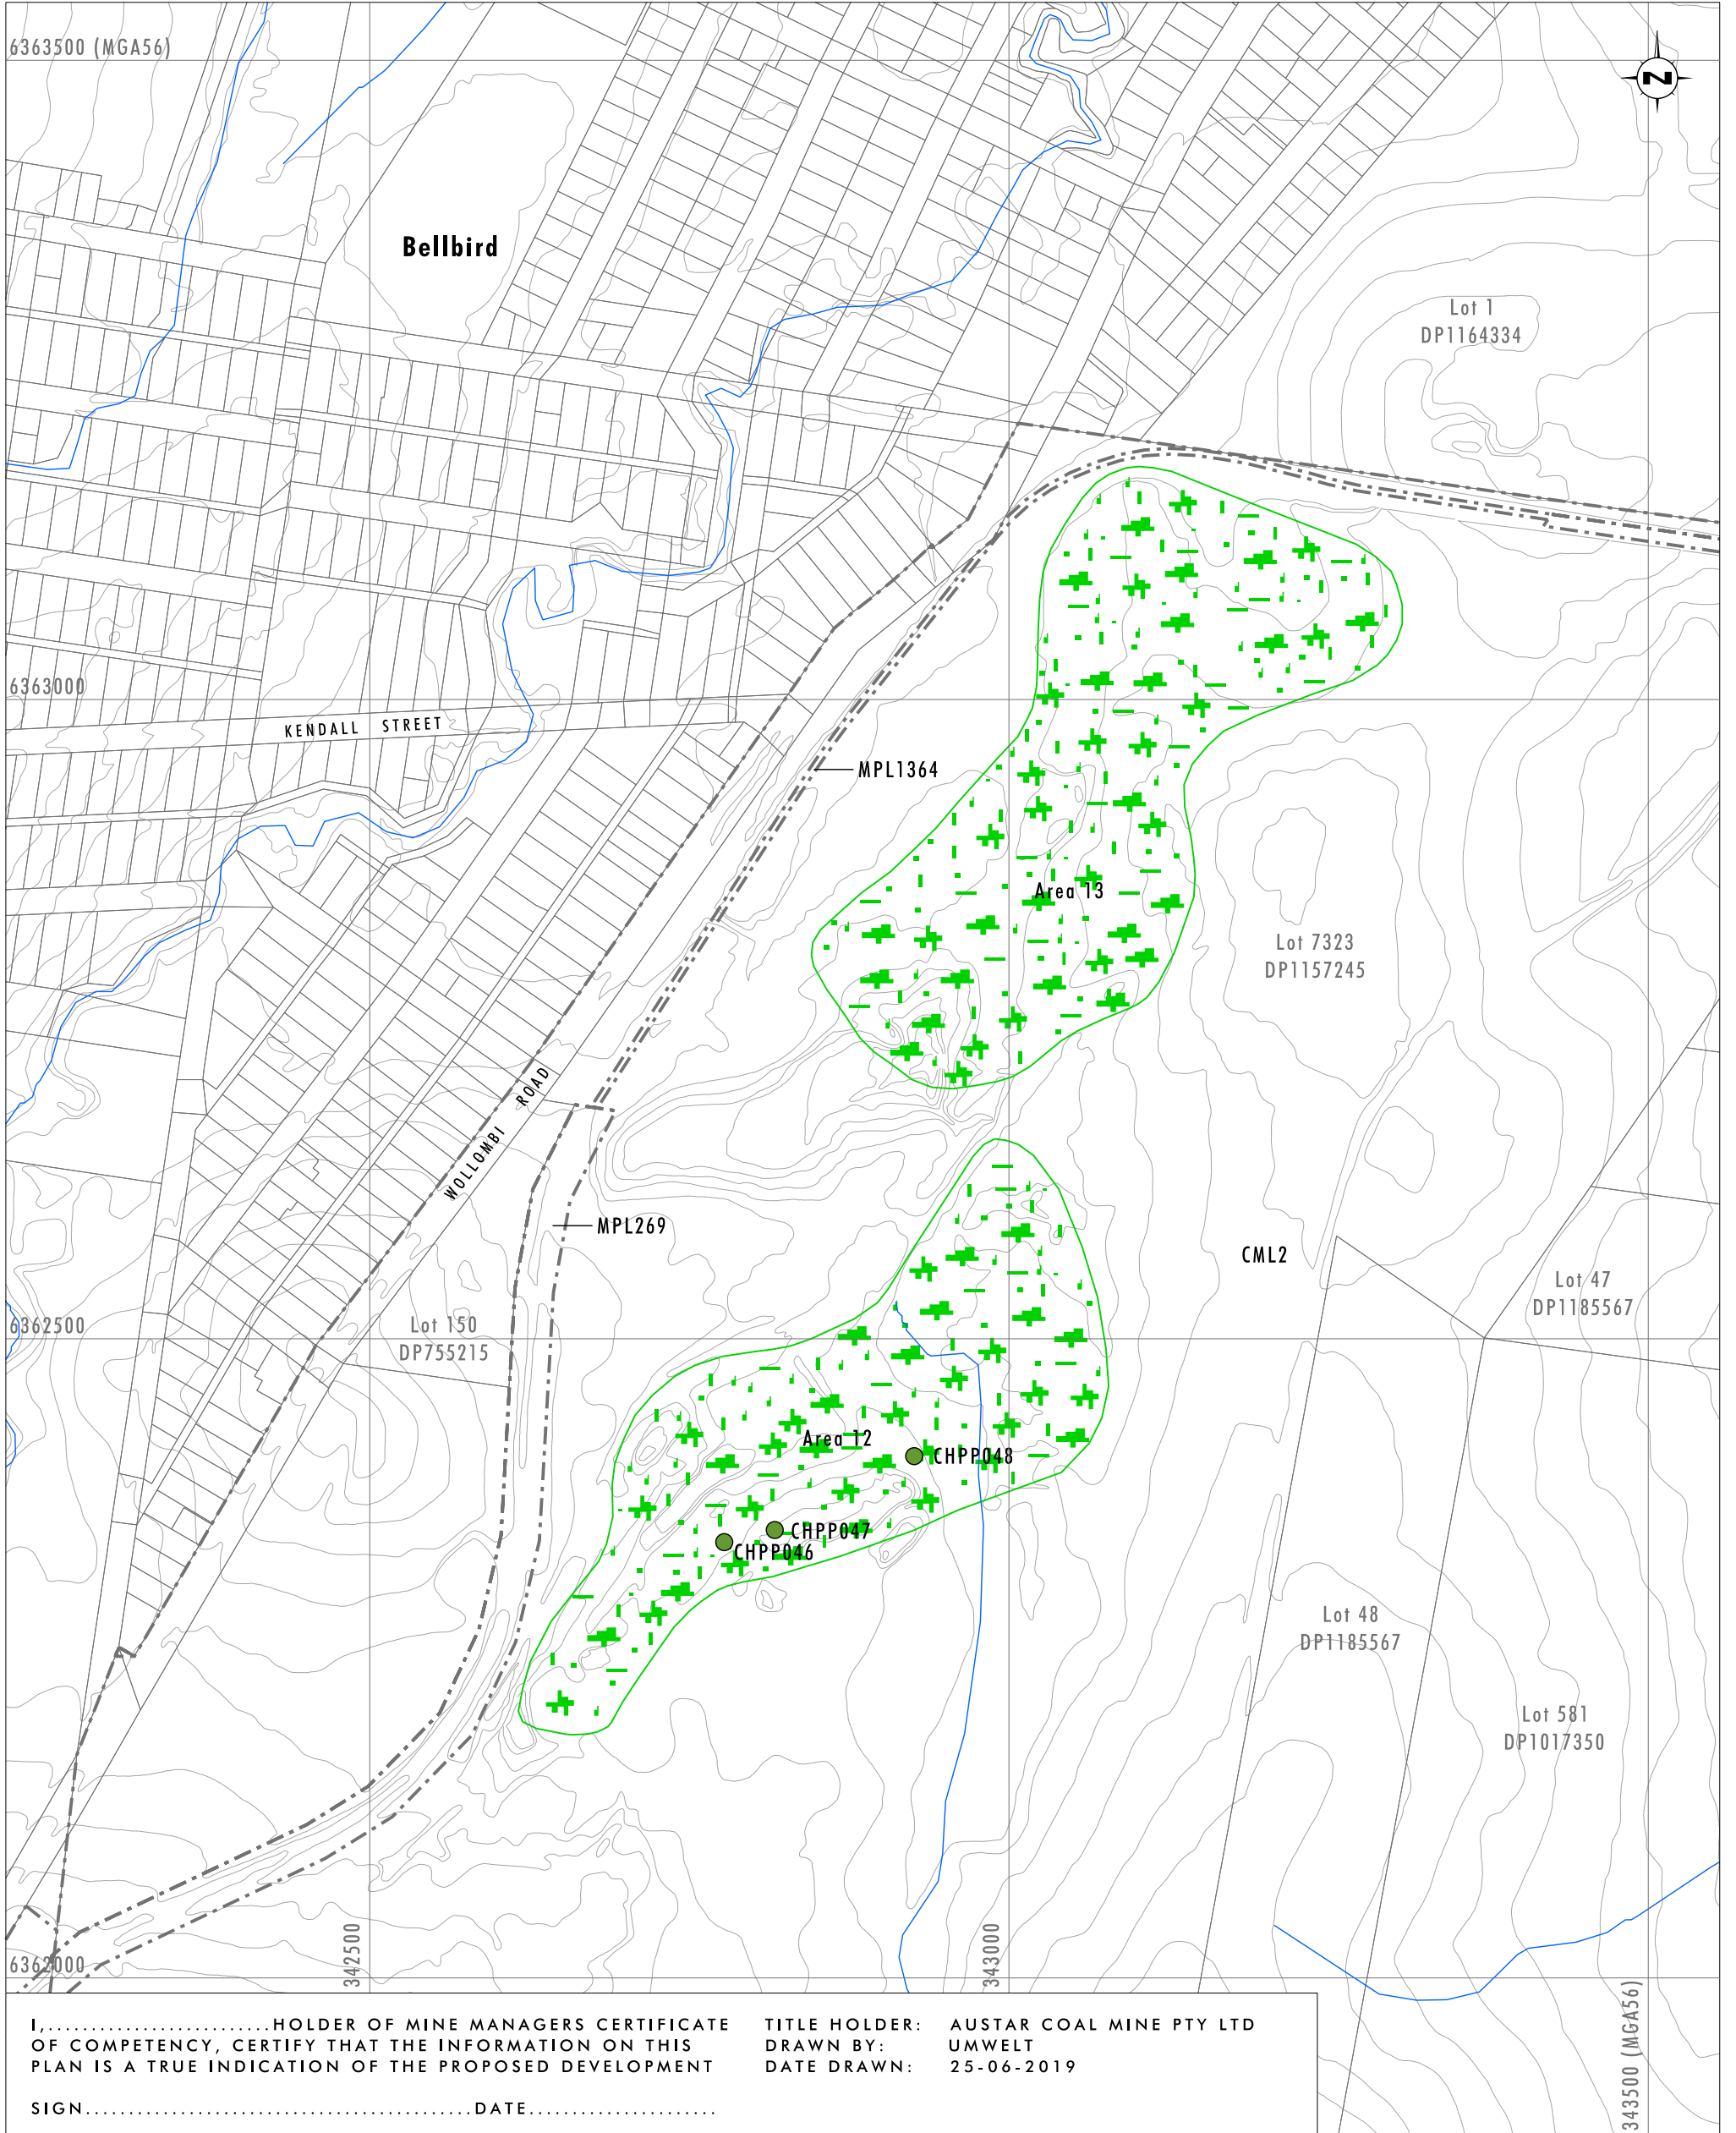 6363500 (MGA56)
N
Bellbird
Lot 1
DP1164334
6363000
KENDALL STREET
MPL1364
Area 13
Lot 7323
DP1157245
WOLLOMBI ROAD
MPL269
CML2
Lot 47
DP1185567
6362500
Lot 150
DP755215
Area 12
CHPP048
CHPP047
CHPP046
Lot 48
DP1185567
Lot 581
DP1017350
6362000
342500
343000
343500 (MGA56)
I,..........................HOLDER OF MINE MANAGERS CERTIFICATE
OF COMPETENCY, CERTIFY THAT THE INFORMATION ON THIS
PLAN IS A TRUE INDICATION OF THE PROPOSED DEVELOPMENT
SIGN.............................................DATE......................
TITLE HOLDER: AUSTAR COAL MINE PTY LTD
DRAWN BY: UMWELT
DATE DRAWN: 25-06-2019